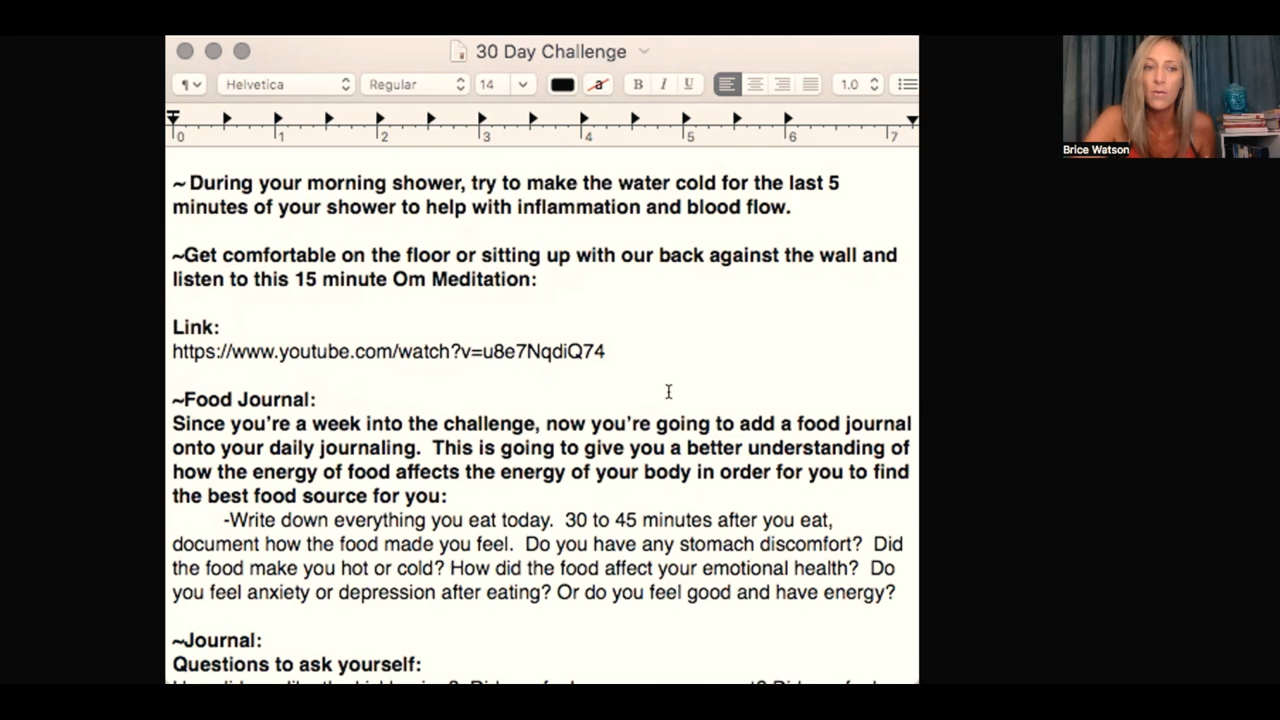 30 Day Challenge
Helvetica Regular 14 a B I U 1.0
0 1 2 3 4 5 6 7
~ During your morning shower, try to make the water cold for the last 5
minutes of your shower to help with inflammation and blood flow.
~Get comfortable on the floor or sitting up with our back against the wall and
listen to this 15 minute Om Meditation:
Link:
https://www.youtube.com/watch?v=u8e7NqdiQ74
~Food Journal:
Since you're a week into the challenge, now you're going to add a food journal
onto your daily journaling.  This is going to give you a better understanding of
how the energy of food affects the energy of your body in order for you to find
the best food source for you:
-Write down everything you eat today.  30 to 45 minutes after you eat,
document how the food made you feel.  Do you have any stomach discomfort?  Did
the food make you hot or cold? How did the food affect your emotional health?  Do
you feel anxiety or depression after eating? Or do you feel good and have energy?
~Journal:
Questions to ask yourself:
Brice Watson